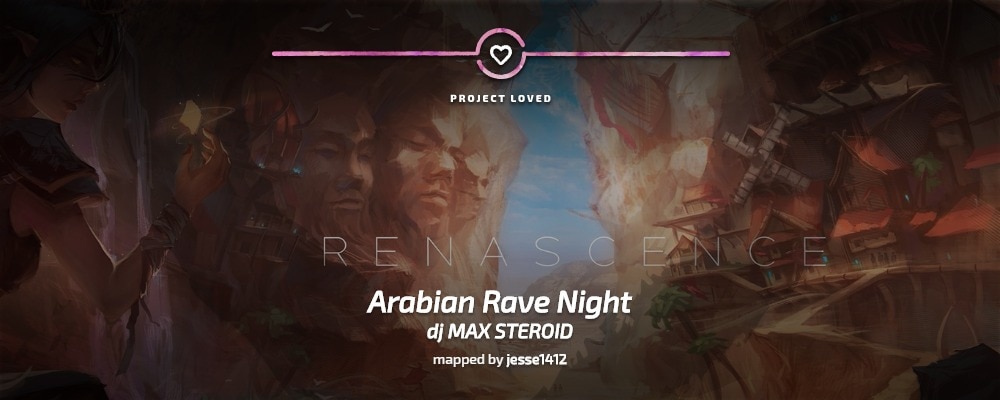 PROJECT LOVED
RENASCENCE
Arabian Rave Night
dj MAX STEROID
mapped by jesse1412